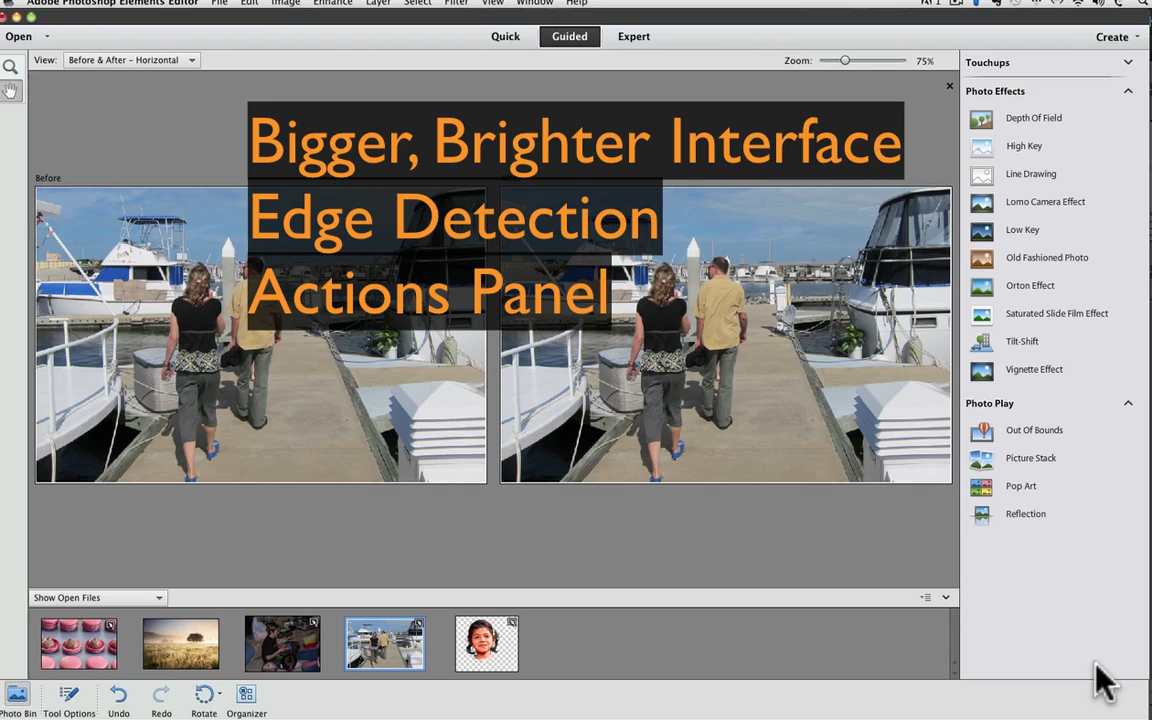 Adobe Photoshop Elements Editor File Edit Image Enhance Layer Select Filter View Window Help
Open Quick Guided Expert Create
View: Before & After - Horizontal Zoom: 75%
Touchups
Photo Effects
Depth Of Field
High Key
Line Drawing
Lomo Camera Effect
Low Key
Old Fashioned Photo
Orton Effect
Saturated Slide Film Effect
Tilt-Shift
Vignette Effect
Photo Play
Out Of Bounds
Picture Stack
Pop Art
Reflection
Bigger, Brighter Interface
Before
Edge Detection
Actions Panel
Show Open Files
Photo Bin Tool Options Undo Redo Rotate Organizer